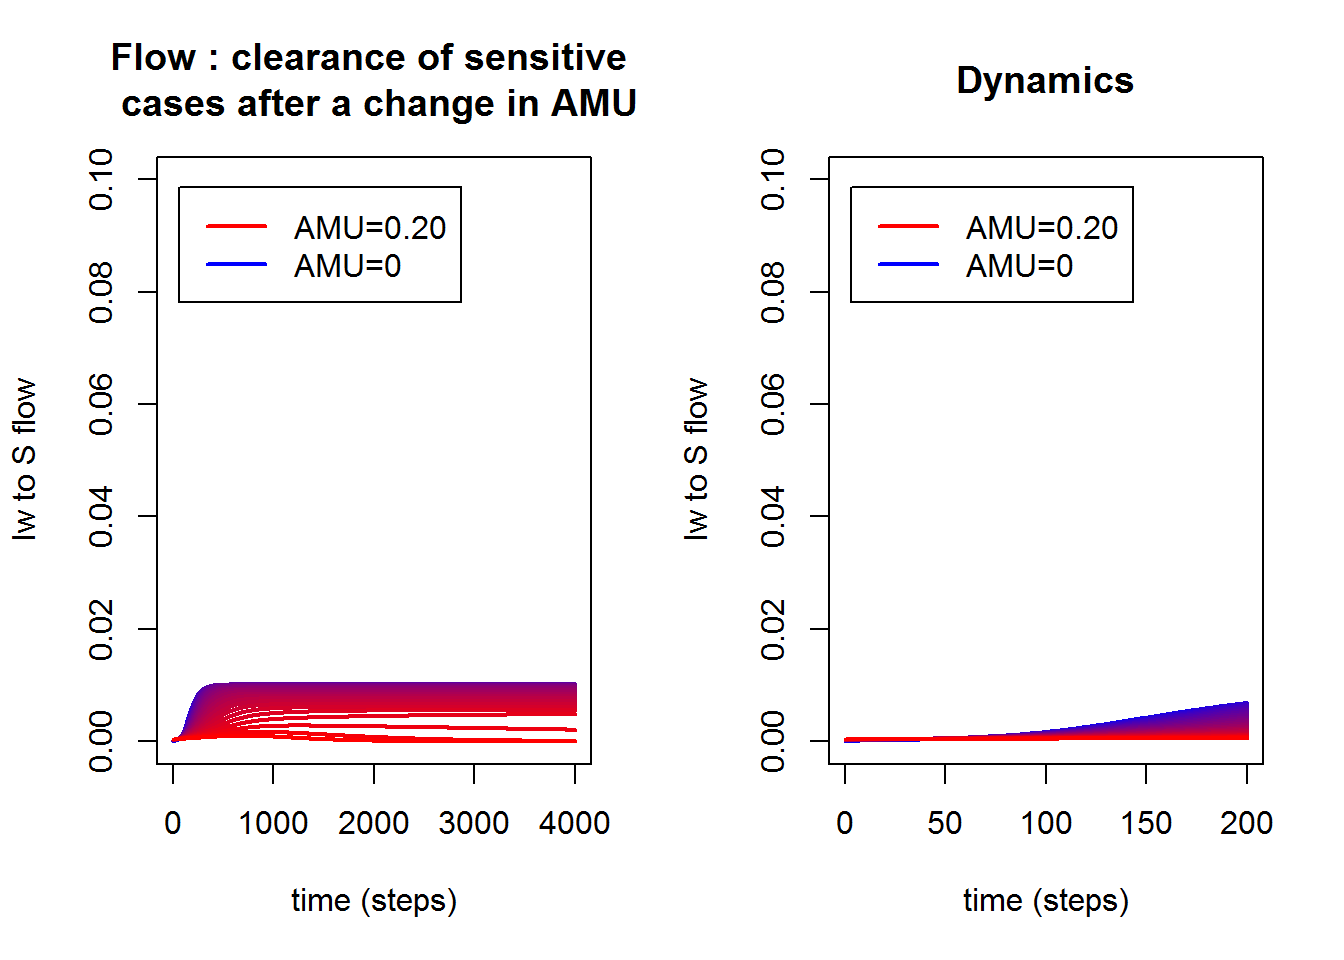 Flow : clearance of sensitive
cases after a change in AMU
Iw to S flow
0.10
0.08
0.06
0.04
0.02
0.00
AMU=0.20
AMU=0
0 1000 2000 3000 4000
time (steps)
Dynamics
Iw to S flow
0.10
0.08
0.06
0.04
0.02
0.00
AMU=0.20
AMU=0
0 50 100 150 200
time (steps)